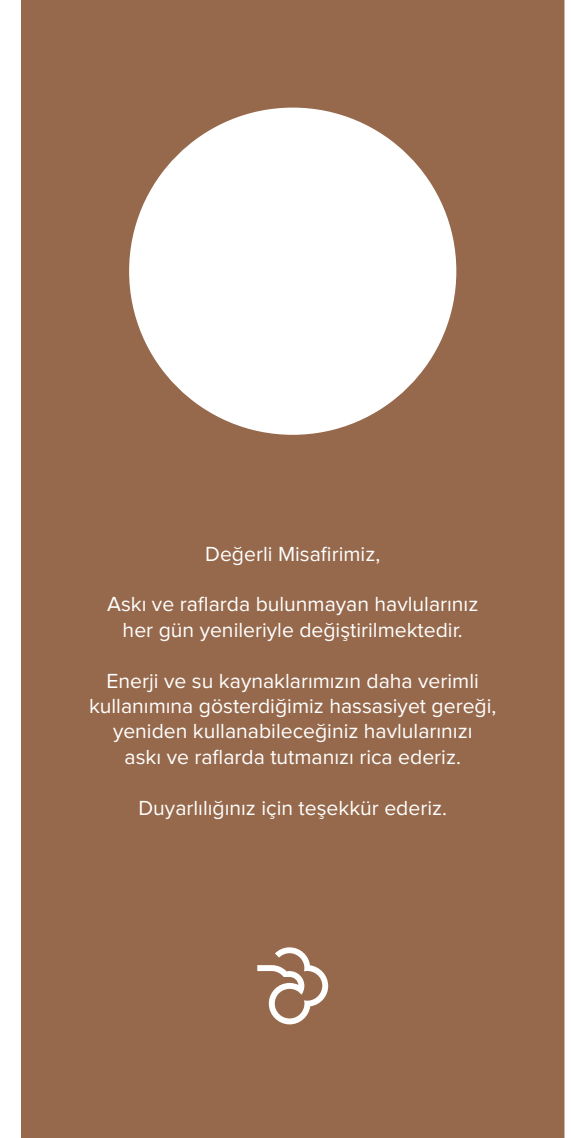 Değerli Misafirimiz,
Askı ve raflarda bulunmayan havlularınız
her gün yenileriyle değiştirilmektedir.
Enerji ve su kaynaklarımızın daha verimli
kullanımına gösterdiğimiz hassasiyet gereği,
yeniden kullanabileceğiniz havlularınızı
askı ve raflarda tutmanızı rica ederiz.
Duyarlılığınız için teşekkür ederiz.